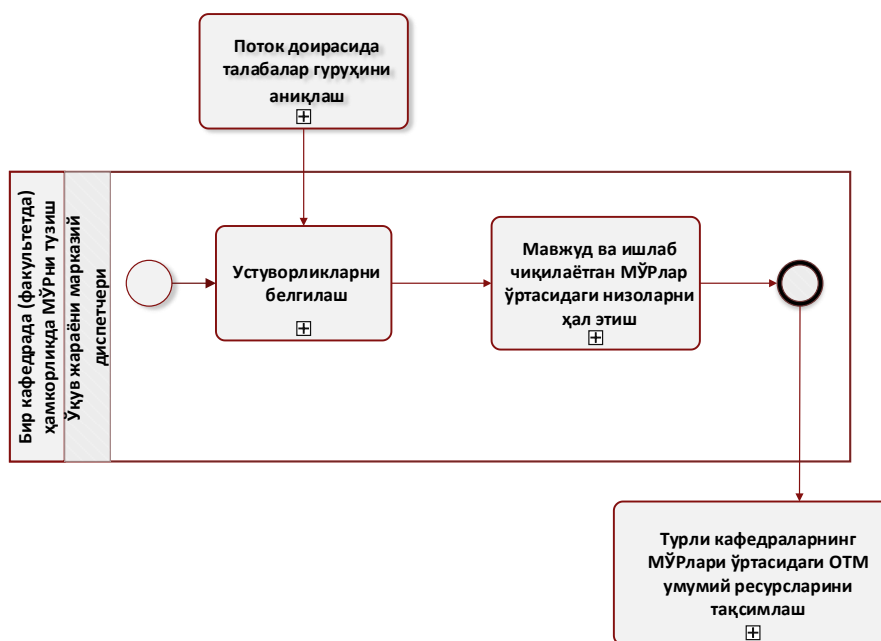 Поток доирасида
талабалар гуруҳини
аниқлаш
Бир кафедрада (факультетда)
ҳамкорликда МЎРни тузиш
Ўқув жараёни марказий
диспетчери
Устуворликларни
белгилаш
Мавжуд ва ишлаб
чиқилаётган МЎРлар
ўртасидаги низоларни
ҳал этиш
Турли кафедраларнинг
МЎРлари ўртасидаги ОТМ
умумий ресурсларини
тақсимлаш